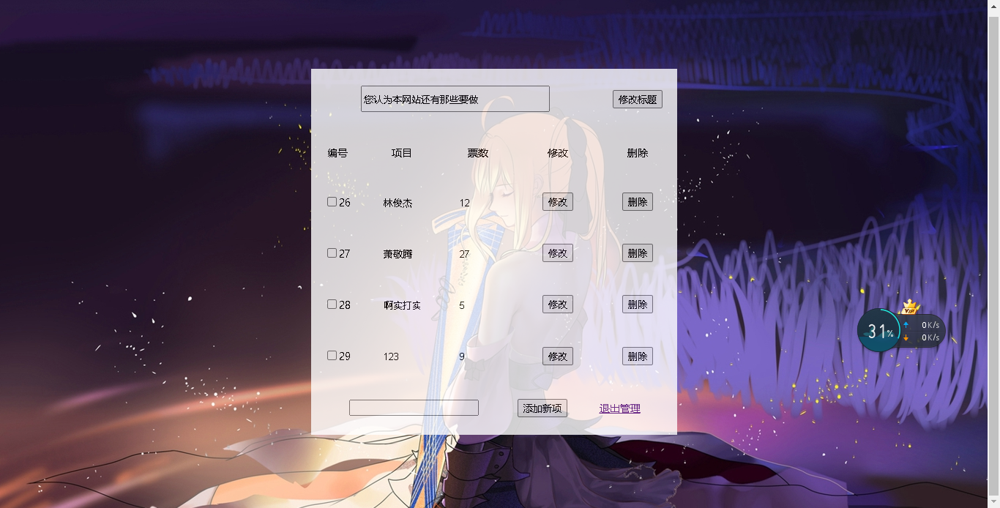 您认为本网站还有那些要做 修改标题
编号 项目 票数 修改 删除
26 林俊杰 12 修改 删除
27 萧敬腾 27 修改 删除
28 啊实打实 5 修改 删除
29 123 9 修改 删除
添加新项 退出管理
VIP
31% 0K/s
0K/s